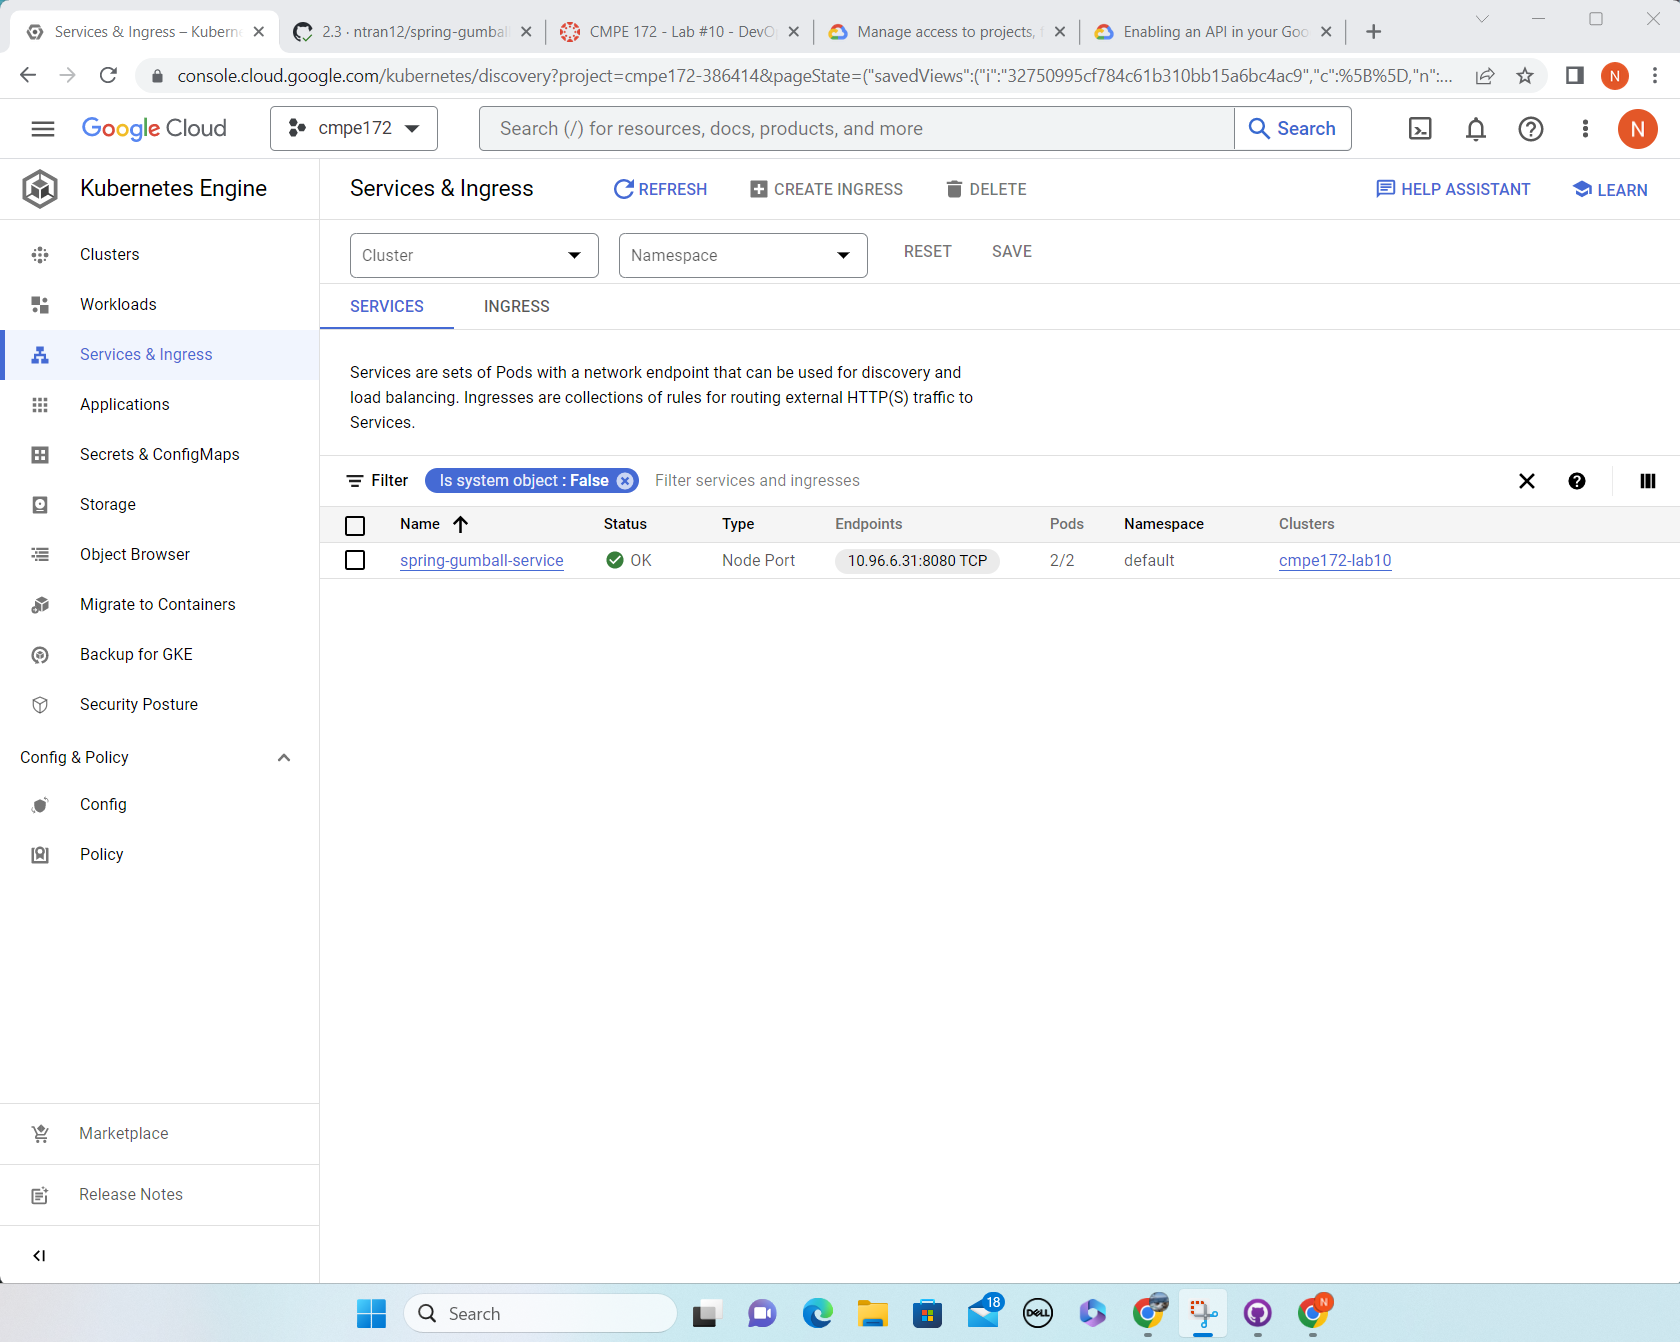 Services & Ingress – Kubern
2.3 · ntran12/spring-gumball
CMPE 172 - Lab #10 - DevOp
Manage access to projects, f
Enabling an API in your Goo
console.cloud.google.com/kubernetes/discovery?project=cmpe172-386414&pageState=("savedViews":("i":"32750995cf784c61b310bb15a6bc4ac9","c":%5B%5D,"n":...
N
Google Cloud
cmpe172
Search (/) for resources, docs, products, and more
Search
N
Kubernetes Engine
Services & Ingress
REFRESH
CREATE INGRESS
DELETE
HELP ASSISTANT
LEARN
Clusters
Workloads
Services & Ingress
Applications
Secrets & ConfigMaps
Storage
Object Browser
Migrate to Containers
Backup for GKE
Security Posture
Config & Policy
Config
Policy
Marketplace
Release Notes
Cluster
Namespace
RESET
SAVE
SERVICES
INGRESS
Services are sets of Pods with a network endpoint that can be used for discovery and
load balancing. Ingresses are collections of rules for routing external HTTP(S) traffic to
Services.
Filter
Is system object : False
Filter services and ingresses
Name Status Type Endpoints Pods Namespace Clusters
spring-gumball-service OK Node Port 10.96.6.31:8080 TCP 2/2 default cmpe172-lab10
Search
18
DELL
N